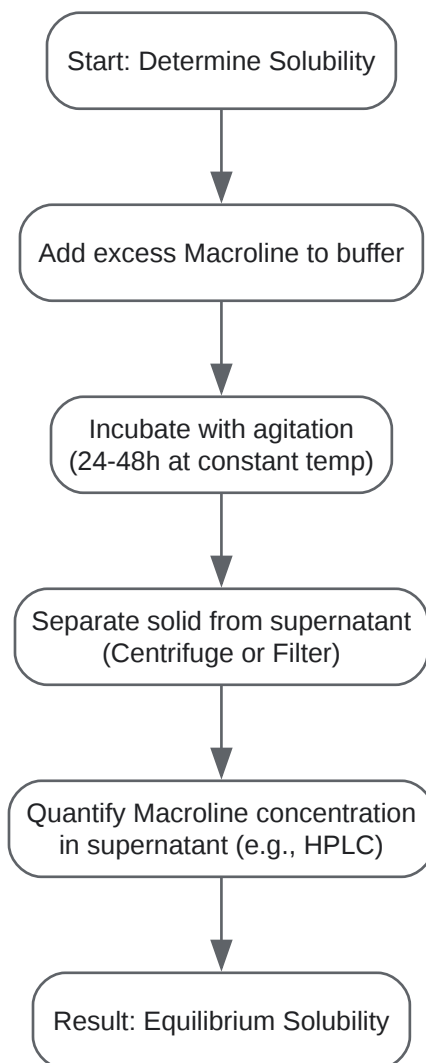 Start: Determine Solubility
Add excess Macroline to buffer
Incubate with agitation
(24-48h at constant temp)
Separate solid from supernatant
(Centrifuge or Filter)
Quantify Macroline concentration
in supernatant (e.g., HPLC)
Result: Equilibrium Solubility